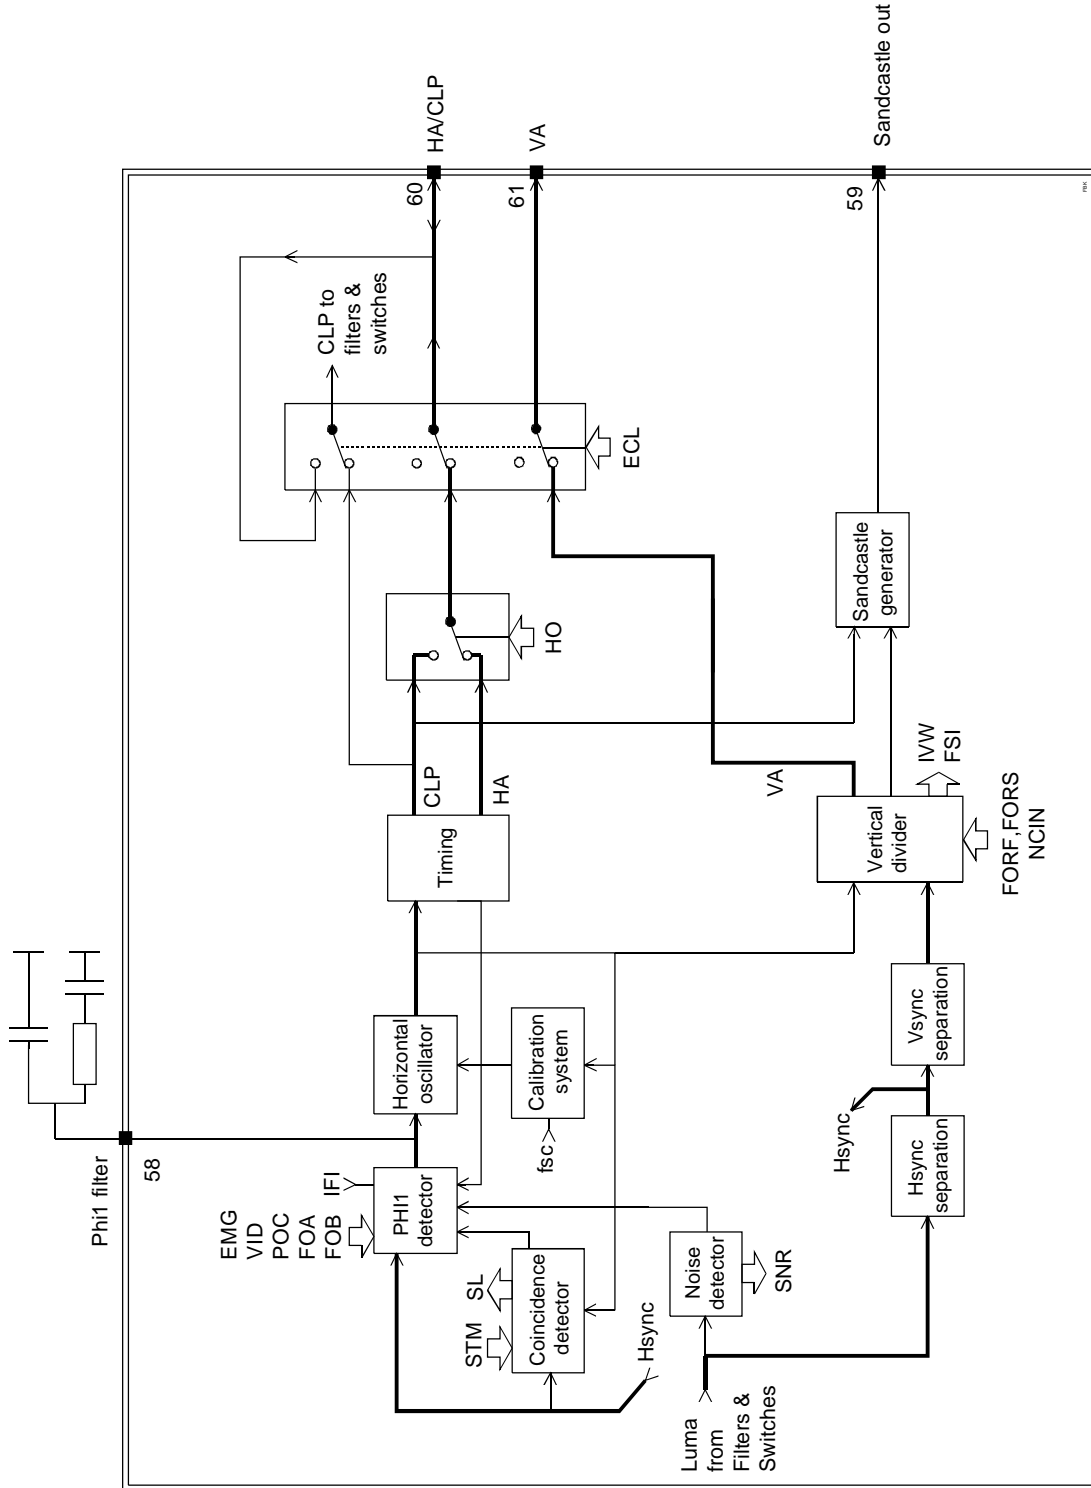 Phi1 filter
58
EMG
VID
POC
FOA
FOB
IFI
PHI1
detector
Horizontal
oscillator
Timing
CLP
HA
HO
CLP to
filters &
switches
60
HA/CLP
61
VA
ECL
STM
SL
Coincidence
detector
Calibration
system
fsc
Hsync
Noise
detector
SNR
VA
Luma
from
Filters &
Switches
Hsync
separation
Hsync
Vsync
separation
Vertical
divider
IVW
FSI
FORF,FORS
NCIN
Sandcastle
generator
59
Sandcastle out